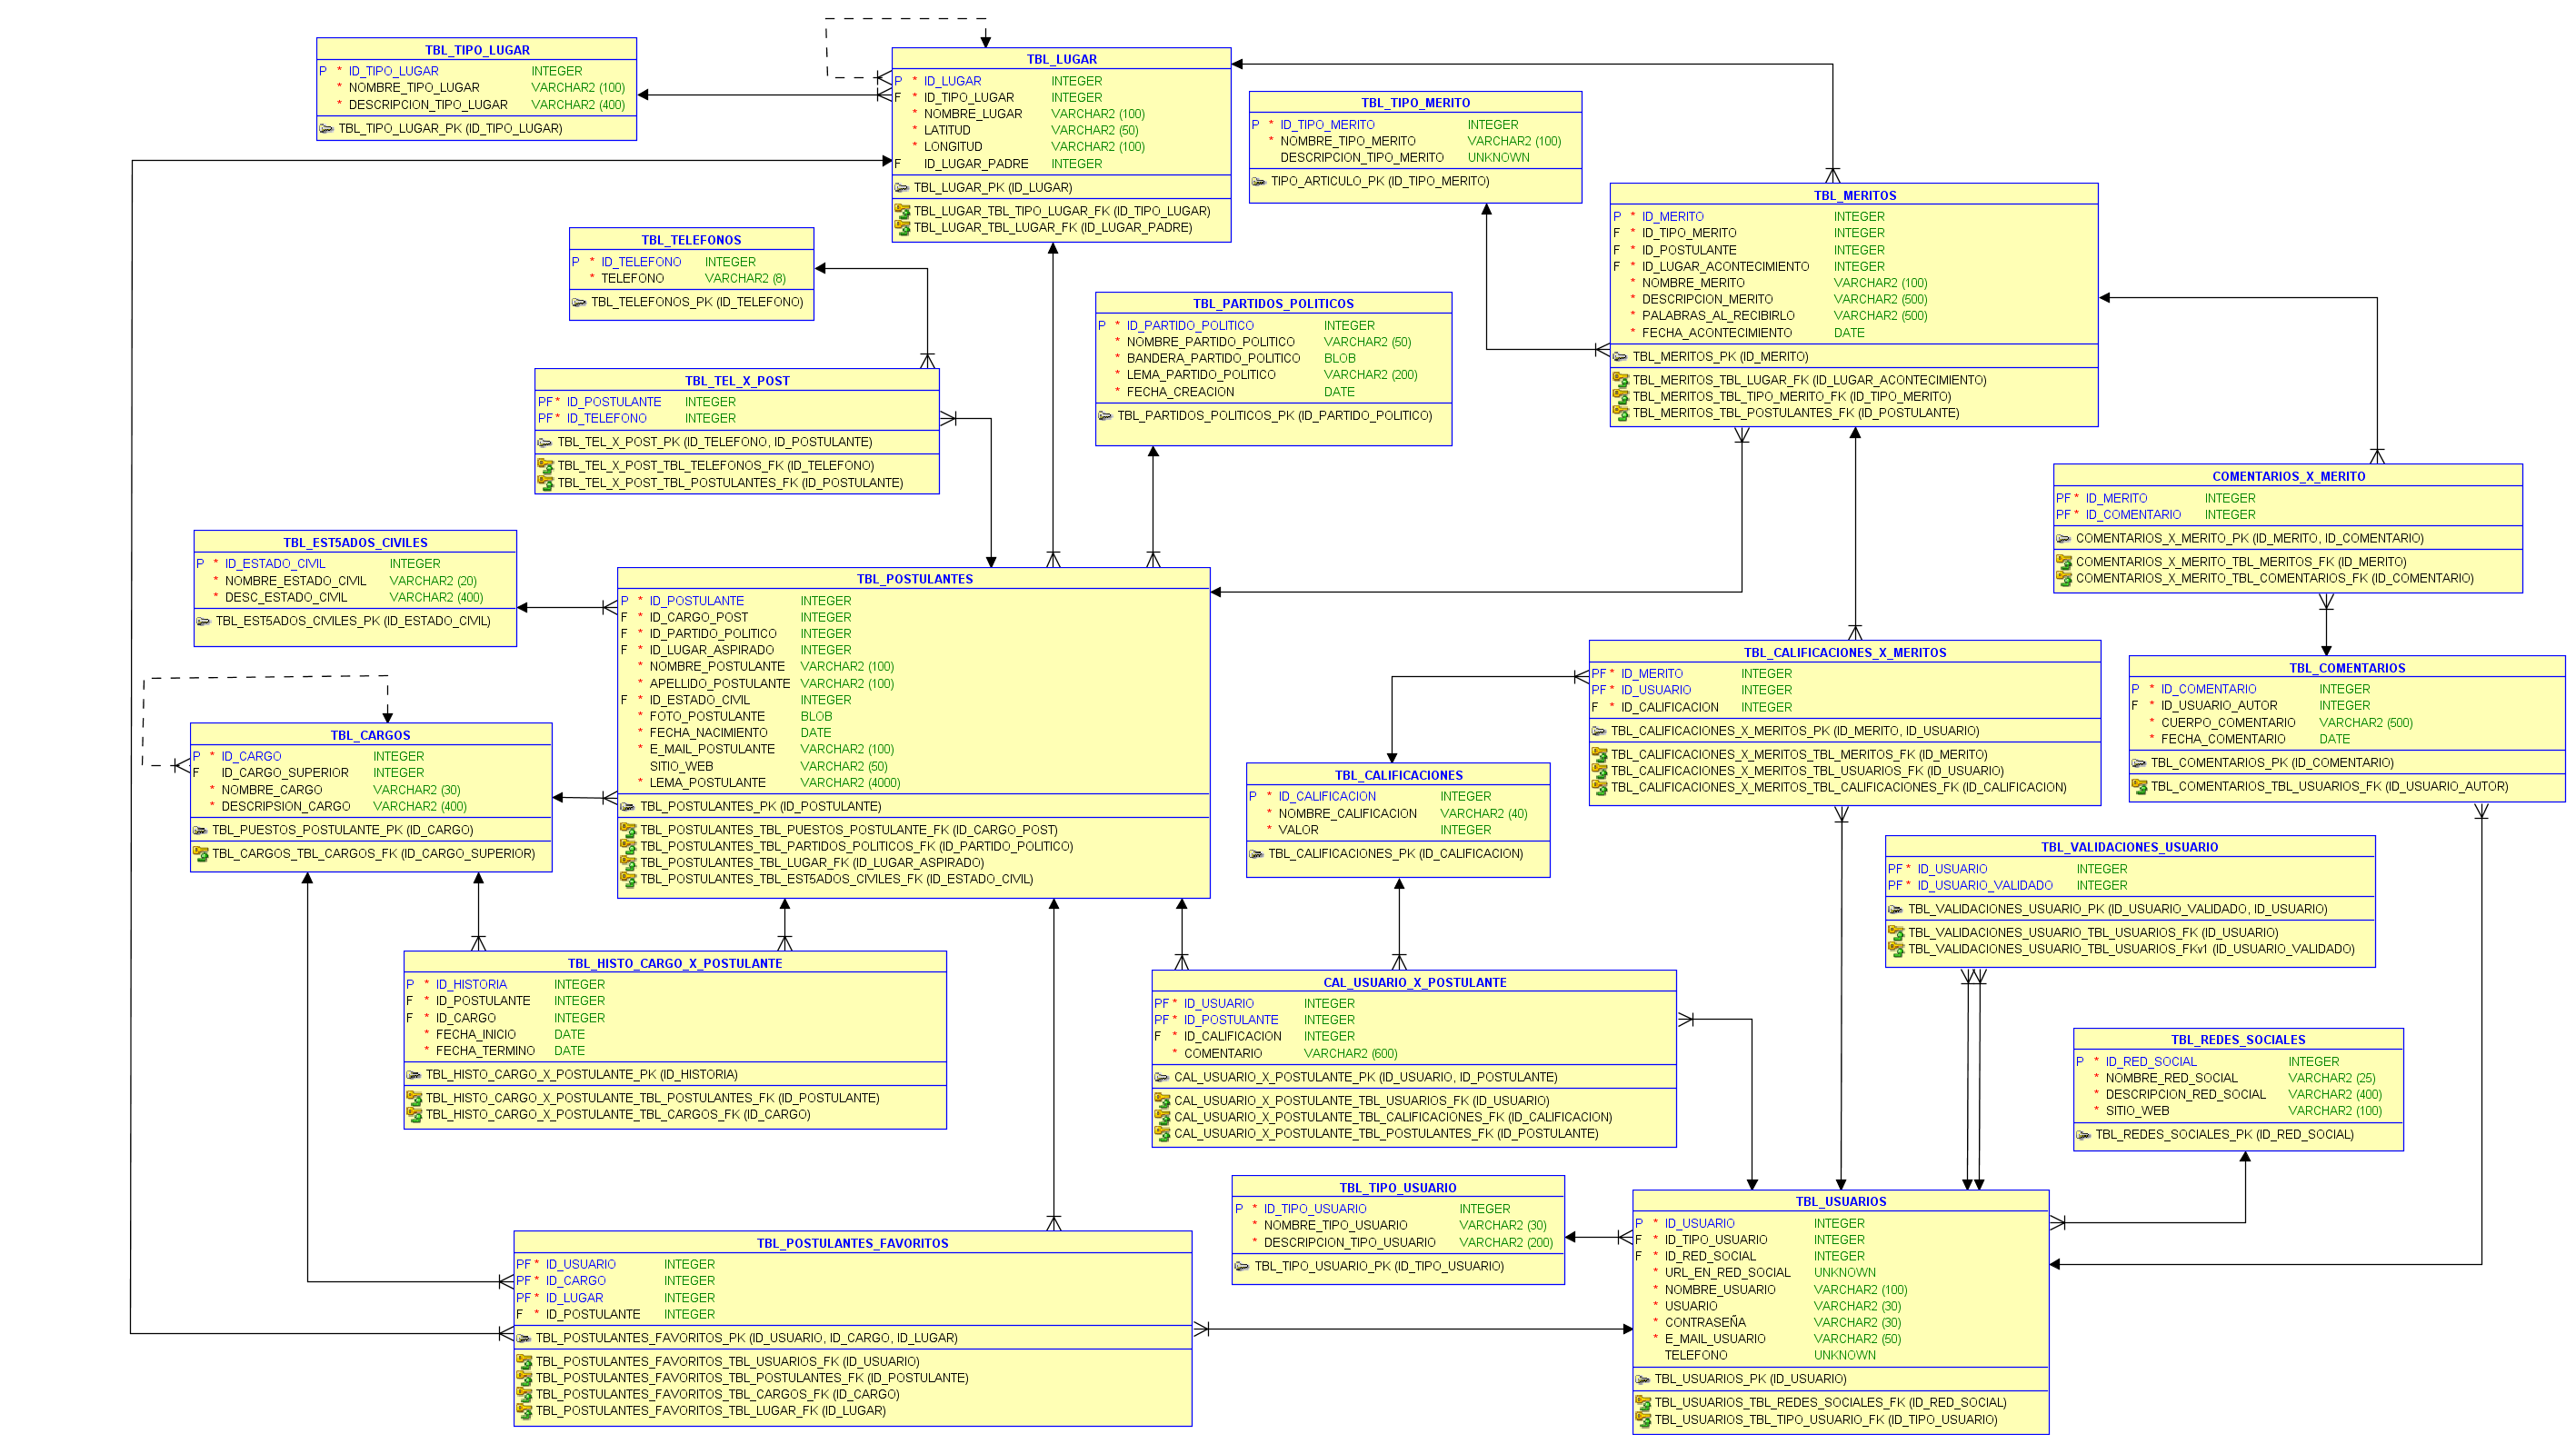 TBL_TIPO_LUGAR
P * ID_TIPO_LUGAR INTEGER
* NOMBRE_TIPO_LUGAR VARCHAR2 (100)
* DESCRIPCION_TIPO_LUGAR VARCHAR2 (400)
TBL_TIPO_LUGAR_PK (ID_TIPO_LUGAR)
TBL_LUGAR
P * ID_LUGAR INTEGER
F * ID_TIPO_LUGAR INTEGER
* NOMBRE_LUGAR VARCHAR2 (100)
* LATITUD VARCHAR2 (50)
* LONGITUD VARCHAR2 (100)
F ID_LUGAR_PADRE INTEGER
TBL_LUGAR_PK (ID_LUGAR)
TBL_LUGAR_TBL_TIPO_LUGAR_FK (ID_TIPO_LUGAR)
TBL_LUGAR_TBL_LUGAR_FK (ID_LUGAR_PADRE)
TBL_TIPO_MERITO
P * ID_TIPO_MERITO INTEGER
* NOMBRE_TIPO_MERITO VARCHAR2 (100)
DESCRIPCION_TIPO_MERITO UNKNOWN
TIPO_ARTICULO_PK (ID_TIPO_MERITO)
TBL_MERITOS
P * ID_MERITO INTEGER
F * ID_TIPO_MERITO INTEGER
F * ID_POSTULANTE INTEGER
F * ID_LUGAR_ACONTECIMIENTO INTEGER
* NOMBRE_MERITO VARCHAR2 (100)
* DESCRIPCION_MERITO VARCHAR2 (500)
* PALABRAS_AL_RECIBIRLO VARCHAR2 (500)
* FECHA_ACONTECIMIENTO DATE
TBL_MERITOS_PK (ID_MERITO)
TBL_MERITOS_TBL_LUGAR_FK (ID_LUGAR_ACONTECIMIENTO)
TBL_MERITOS_TBL_TIPO_MERITO_FK (ID_TIPO_MERITO)
TBL_MERITOS_TBL_POSTULANTES_FK (ID_POSTULANTE)
TBL_TELEFONOS
P * ID_TELEFONO INTEGER
* TELEFONO VARCHAR2 (8)
TBL_TELEFONOS_PK (ID_TELEFONO)
TBL_PARTIDOS_POLITICOS
P * ID_PARTIDO_POLITICO INTEGER
* NOMBRE_PARTIDO_POLITICO VARCHAR2 (50)
* BANDERA_PARTIDO_POLITICO BLOB
* LEMA_PARTIDO_POLITICO VARCHAR2 (200)
* FECHA_CREACION DATE
TBL_PARTIDOS_POLITICOS_PK (ID_PARTIDO_POLITICO)
TBL_TEL_X_POST
PF * ID_POSTULANTE INTEGER
PF * ID_TELEFONO INTEGER
TBL_TEL_X_POST_PK (ID_TELEFONO, ID_POSTULANTE)
TBL_TEL_X_POST_TBL_TELEFONOS_FK (ID_TELEFONO)
TBL_TEL_X_POST_TBL_POSTULANTES_FK (ID_POSTULANTE)
COMENTARIOS_X_MERITO
PF * ID_MERITO INTEGER
PF * ID_COMENTARIO INTEGER
COMENTARIOS_X_MERITO_PK (ID_MERITO, ID_COMENTARIO)
COMENTARIOS_X_MERITO_TBL_MERITOS_FK (ID_MERITO)
COMENTARIOS_X_MERITO_TBL_COMENTARIOS_FK (ID_COMENTARIO)
TBL_EST5ADOS_CIVILES
P * ID_ESTADO_CIVIL INTEGER
* NOMBRE_ESTADO_CIVIL VARCHAR2 (20)
* DESC_ESTADO_CIVIL VARCHAR2 (400)
TBL_EST5ADOS_CIVILES_PK (ID_ESTADO_CIVIL)
TBL_POSTULANTES
P * ID_POSTULANTE INTEGER
F * ID_CARGO_POST INTEGER
F * ID_PARTIDO_POLITICO INTEGER
F * ID_LUGAR_ASPIRADO INTEGER
* NOMBRE_POSTULANTE VARCHAR2 (100)
* APELLIDO_POSTULANTE VARCHAR2 (100)
F * ID_ESTADO_CIVIL INTEGER
* FOTO_POSTULANTE BLOB
* FECHA_NACIMIENTO DATE
* E_MAIL_POSTULANTE VARCHAR2 (100)
SITIO_WEB VARCHAR2 (50)
* LEMA_POSTULANTE VARCHAR2 (4000)
TBL_POSTULANTES_PK (ID_POSTULANTE)
TBL_POSTULANTES_TBL_PUESTOS_POSTULANTE_FK (ID_CARGO_POST)
TBL_POSTULANTES_TBL_PARTIDOS_POLITICOS_FK (ID_PARTIDO_POLITICO)
TBL_POSTULANTES_TBL_LUGAR_FK (ID_LUGAR_ASPIRADO)
TBL_POSTULANTES_TBL_EST5ADOS_CIVILES_FK (ID_ESTADO_CIVIL)
TBL_CALIFICACIONES_X_MERITOS
PF * ID_MERITO INTEGER
PF * ID_USUARIO INTEGER
F * ID_CALIFICACION INTEGER
TBL_CALIFICACIONES_X_MERITOS_PK (ID_MERITO, ID_USUARIO)
TBL_CALIFICACIONES_X_MERITOS_TBL_MERITOS_FK (ID_MERITO)
TBL_CALIFICACIONES_X_MERITOS_TBL_USUARIOS_FK (ID_USUARIO)
TBL_CALIFICACIONES_X_MERITOS_TBL_CALIFICACIONES_FK (ID_CALIFICACION)
TBL_COMENTARIOS
P * ID_COMENTARIO INTEGER
F * ID_USUARIO_AUTOR INTEGER
* CUERPO_COMENTARIO VARCHAR2 (500)
* FECHA_COMENTARIO DATE
TBL_COMENTARIOS_PK (ID_COMENTARIO)
TBL_COMENTARIOS_TBL_USUARIOS_FK (ID_USUARIO_AUTOR)
TBL_CARGOS
P * ID_CARGO INTEGER
F ID_CARGO_SUPERIOR INTEGER
* NOMBRE_CARGO VARCHAR2 (30)
* DESCRIPSION_CARGO VARCHAR2 (400)
TBL_PUESTOS_POSTULANTE_PK (ID_CARGO)
TBL_CARGOS_TBL_CARGOS_FK (ID_CARGO_SUPERIOR)
TBL_CALIFICACIONES
P * ID_CALIFICACION INTEGER
* NOMBRE_CALIFICACION VARCHAR2 (40)
* VALOR INTEGER
TBL_CALIFICACIONES_PK (ID_CALIFICACION)
TBL_VALIDACIONES_USUARIO
PF * ID_USUARIO INTEGER
PF * ID_USUARIO_VALIDADO INTEGER
TBL_VALIDACIONES_USUARIO_PK (ID_USUARIO_VALIDADO, ID_USUARIO)
TBL_VALIDACIONES_USUARIO_TBL_USUARIOS_FK (ID_USUARIO)
TBL_VALIDACIONES_USUARIO_TBL_USUARIOS_FKv1 (ID_USUARIO_VALIDADO)
TBL_HISTO_CARGO_X_POSTULANTE
P * ID_HISTORIA INTEGER
F * ID_POSTULANTE INTEGER
F * ID_CARGO INTEGER
* FECHA_INICIO DATE
* FECHA_TERMINO DATE
TBL_HISTO_CARGO_X_POSTULANTE_PK (ID_HISTORIA)
TBL_HISTO_CARGO_X_POSTULANTE_TBL_POSTULANTES_FK (ID_POSTULANTE)
TBL_HISTO_CARGO_X_POSTULANTE_TBL_CARGOS_FK (ID_CARGO)
CAL_USUARIO_X_POSTULANTE
PF * ID_USUARIO INTEGER
PF * ID_POSTULANTE INTEGER
F * ID_CALIFICACION INTEGER
* COMENTARIO VARCHAR2 (600)
CAL_USUARIO_X_POSTULANTE_PK (ID_USUARIO, ID_POSTULANTE)
CAL_USUARIO_X_POSTULANTE_TBL_USUARIOS_FK (ID_USUARIO)
CAL_USUARIO_X_POSTULANTE_TBL_CALIFICACIONES_FK (ID_CALIFICACION)
CAL_USUARIO_X_POSTULANTE_TBL_POSTULANTES_FK (ID_POSTULANTE)
TBL_REDES_SOCIALES
P * ID_RED_SOCIAL INTEGER
* NOMBRE_RED_SOCIAL VARCHAR2 (25)
* DESCRIPCION_RED_SOCIAL VARCHAR2 (400)
* SITIO_WEB VARCHAR2 (100)
TBL_REDES_SOCIALES_PK (ID_RED_SOCIAL)
TBL_TIPO_USUARIO
P * ID_TIPO_USUARIO INTEGER
* NOMBRE_TIPO_USUARIO VARCHAR2 (30)
* DESCRIPCION_TIPO_USUARIO VARCHAR2 (200)
TBL_TIPO_USUARIO_PK (ID_TIPO_USUARIO)
TBL_USUARIOS
P * ID_USUARIO INTEGER
F * ID_TIPO_USUARIO INTEGER
F * ID_RED_SOCIAL INTEGER
* URL_EN_RED_SOCIAL UNKNOWN
* NOMBRE_USUARIO VARCHAR2 (100)
* USUARIO VARCHAR2 (30)
* CONTRASEÑA VARCHAR2 (30)
* E_MAIL_USUARIO VARCHAR2 (50)
TELEFONO UNKNOWN
TBL_USUARIOS_PK (ID_USUARIO)
TBL_USUARIOS_TBL_REDES_SOCIALES_FK (ID_RED_SOCIAL)
TBL_USUARIOS_TBL_TIPO_USUARIO_FK (ID_TIPO_USUARIO)
TBL_POSTULANTES_FAVORITOS
PF * ID_USUARIO INTEGER
PF * ID_CARGO INTEGER
PF * ID_LUGAR INTEGER
F * ID_POSTULANTE INTEGER
TBL_POSTULANTES_FAVORITOS_PK (ID_USUARIO, ID_CARGO, ID_LUGAR)
TBL_POSTULANTES_FAVORITOS_TBL_USUARIOS_FK (ID_USUARIO)
TBL_POSTULANTES_FAVORITOS_TBL_POSTULANTES_FK (ID_POSTULANTE)
TBL_POSTULANTES_FAVORITOS_TBL_CARGOS_FK (ID_CARGO)
TBL_POSTULANTES_FAVORITOS_TBL_LUGAR_FK (ID_LUGAR)